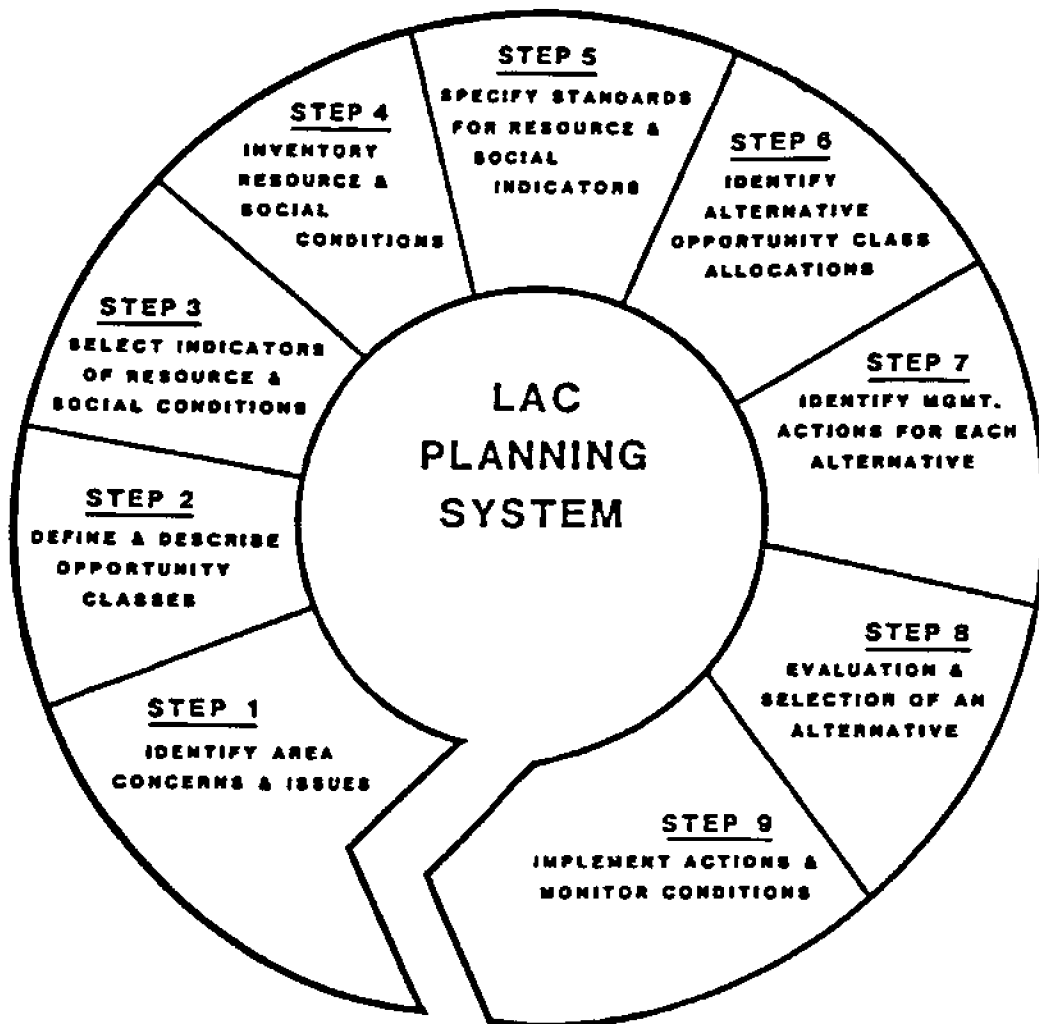 LAC
PLANNING
SYSTEM
STEP 1
IDENTIFY AREA
CONCERNS & ISSUES
STEP 2
DEFINE & DESCRIBE
OPPORTUNITY
CLASSES
STEP 3
SELECT INDICATORS
OF RESOURCE &
SOCIAL CONDITIONS
STEP 4
INVENTORY
RESOURCE &
SOCIAL
CONDITIONS
STEP 5
SPECIFY STANDARDS
FOR RESOURCE &
SOCIAL
INDICATORS
STEP 6
IDENTIFY
ALTERNATIVE
OPPORTUNITY CLASS
ALLOCATIONS
STEP 7
IDENTIFY MGMT.
ACTIONS FOR EACH
ALTERNATIVE
STEP 8
EVALUATION &
SELECTION OF AN
ALTERNATIVE
STEP 9
IMPLEMENT ACTIONS &
MONITOR CONDITIONS